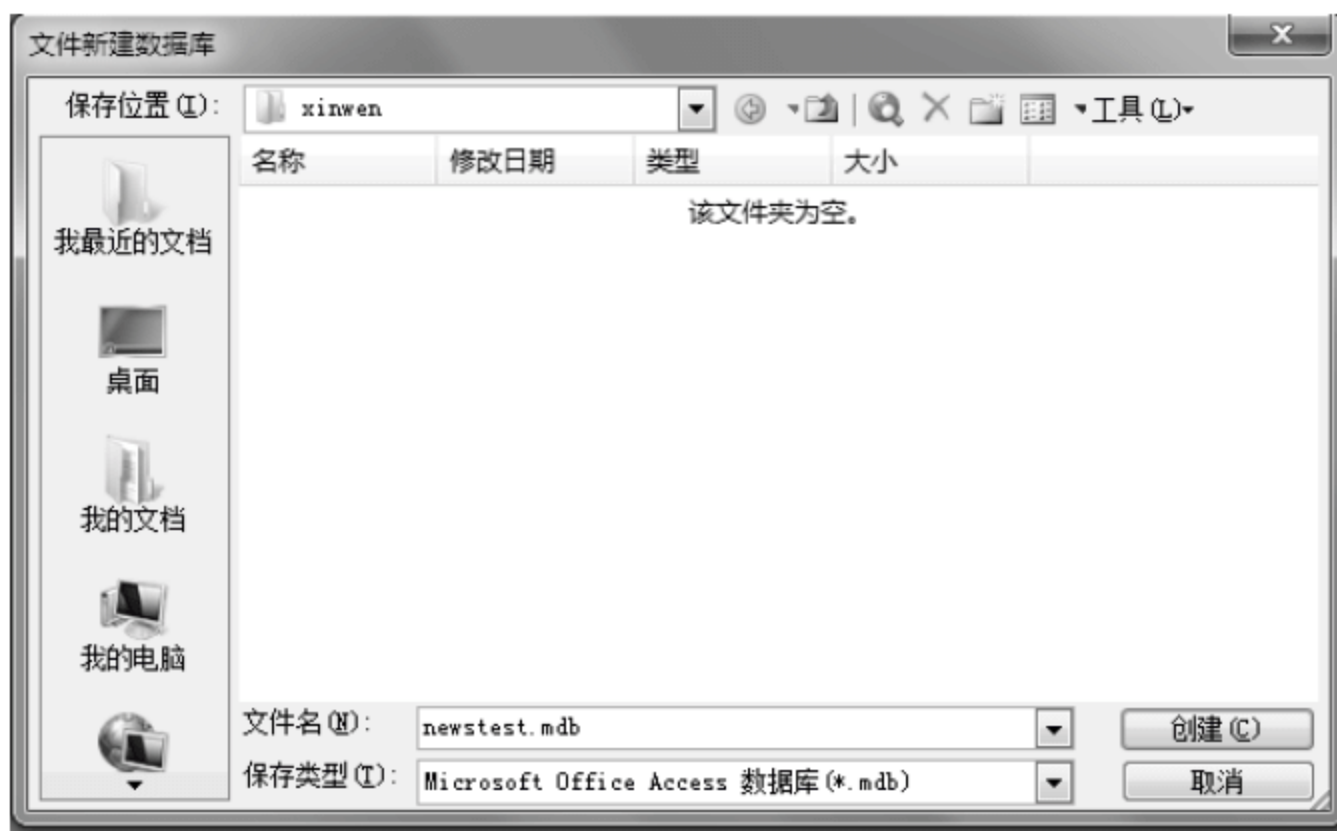 文件新建数据库
保存位置(I):
xinwen
工具(L)
名称 修改日期 类型 大小
该文件夹为空。
我最近的文档
桌面
我的文档
我的电脑
文件名(N):
newstest.mdb
创建(C)
保存类型(T):
Microsoft Office Access 数据库(*.mdb)
取消